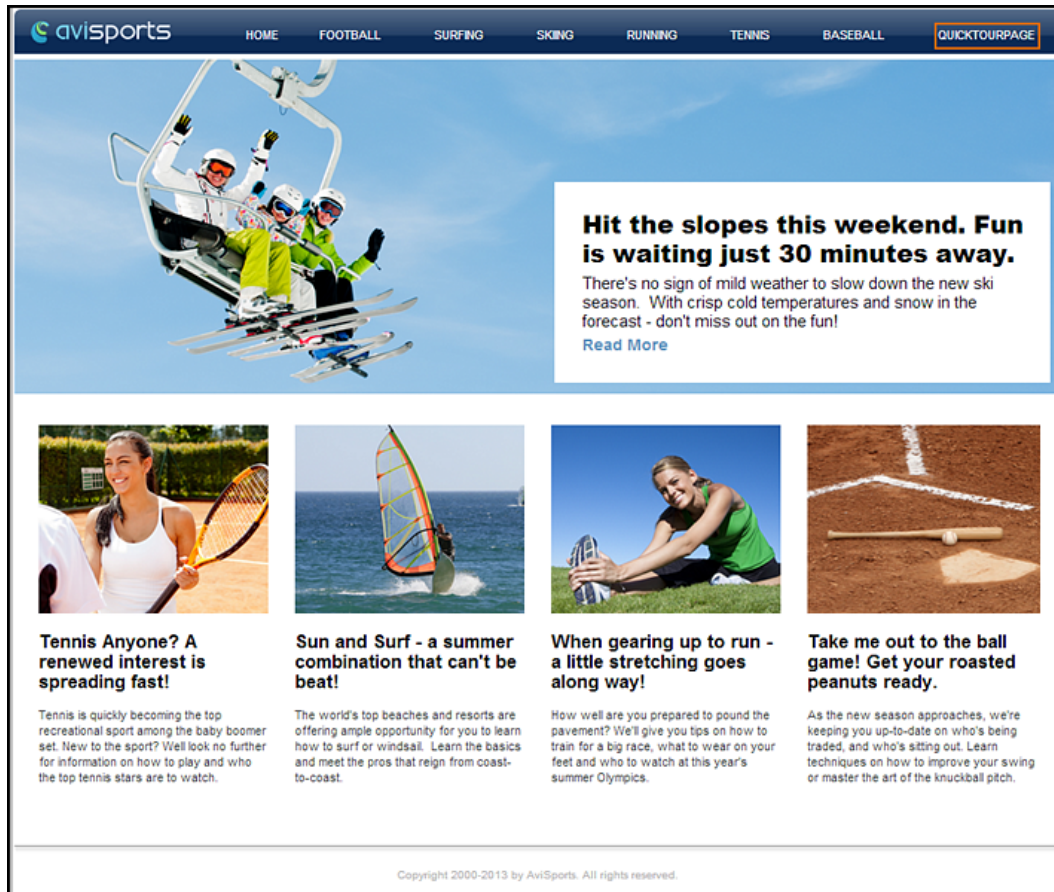 avisports
HOME FOOTBALL SURFING SKIING RUNNING TENNIS BASEBALL QUICKTOURPAGE
Hit the slopes this weekend. Fun
is waiting just 30 minutes away.
There's no sign of mild weather to slow down the new ski
season.  With crisp cold temperatures and snow in the
forecast - don't miss out on the fun!
Read More
Tennis Anyone? A
renewed interest is
spreading fast!
Tennis is quickly becoming the top
recreational sport among the baby boomer
set. New to the sport? Well look no further
for information on how to play and who
the top tennis stars are to watch.
Sun and Surf - a summer
combination that can't be
beat!
The world's top beaches and resorts are
offering ample opportunity for you to learn
how to surf or windsail.  Learn the basics
and meet the pros that reign from coast-
to-coast.
When gearing up to run -
a little stretching goes
along way!
How well are you prepared to pound the
pavement? We'll give you tips on how to
train for a big race, what to wear on your
feet and who to watch at this year's
summer Olympics.
Take me out to the ball
game! Get your roasted
peanuts ready.
As the new season approaches, we're
keeping you up-to-date on who's being
traded, and who's sitting out. Learn
techniques on how to improve your swing
or master the art of the knuckball pitch.
Copyright 2000-2013 by AviSports. All rights reserved.